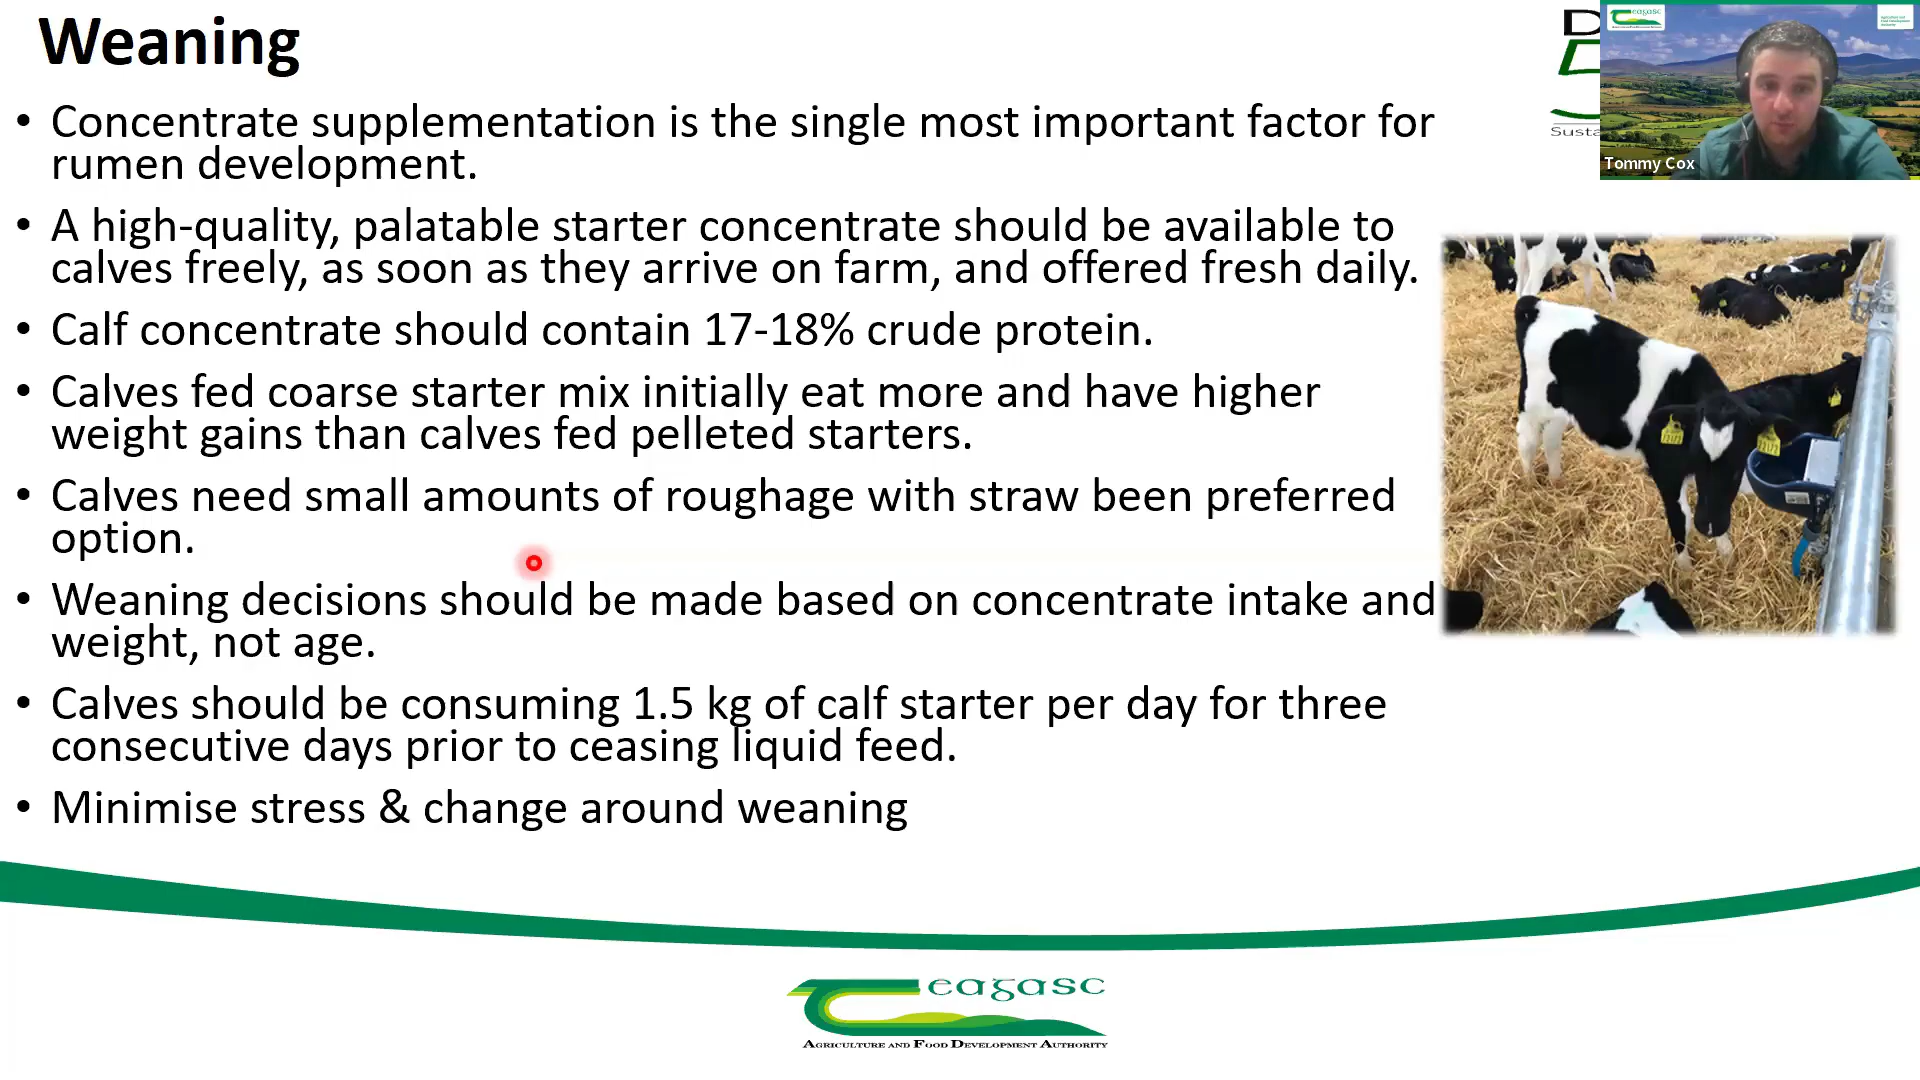 Weaning
• Concentrate supplementation is the single most important factor for
rumen development.
• A high-quality, palatable starter concentrate should be available to
calves freely, as soon as they arrive on farm, and offered fresh daily.
• Calf concentrate should contain 17-18% crude protein.
• Calves fed coarse starter mix initially eat more and have higher
weight gains than calves fed pelleted starters.
• Calves need small amounts of roughage with straw been preferred
option.
• Weaning decisions should be made based on concentrate intake and
weight, not age.
• Calves should be consuming 1.5 kg of calf starter per day for three
consecutive days prior to ceasing liquid feed.
• Minimise stress & change around weaning
D
Susta
teagasc
Tommy Cox
teagasc
AGRICULTURE AND FOOD DEVELOPMENT AUTHORITY